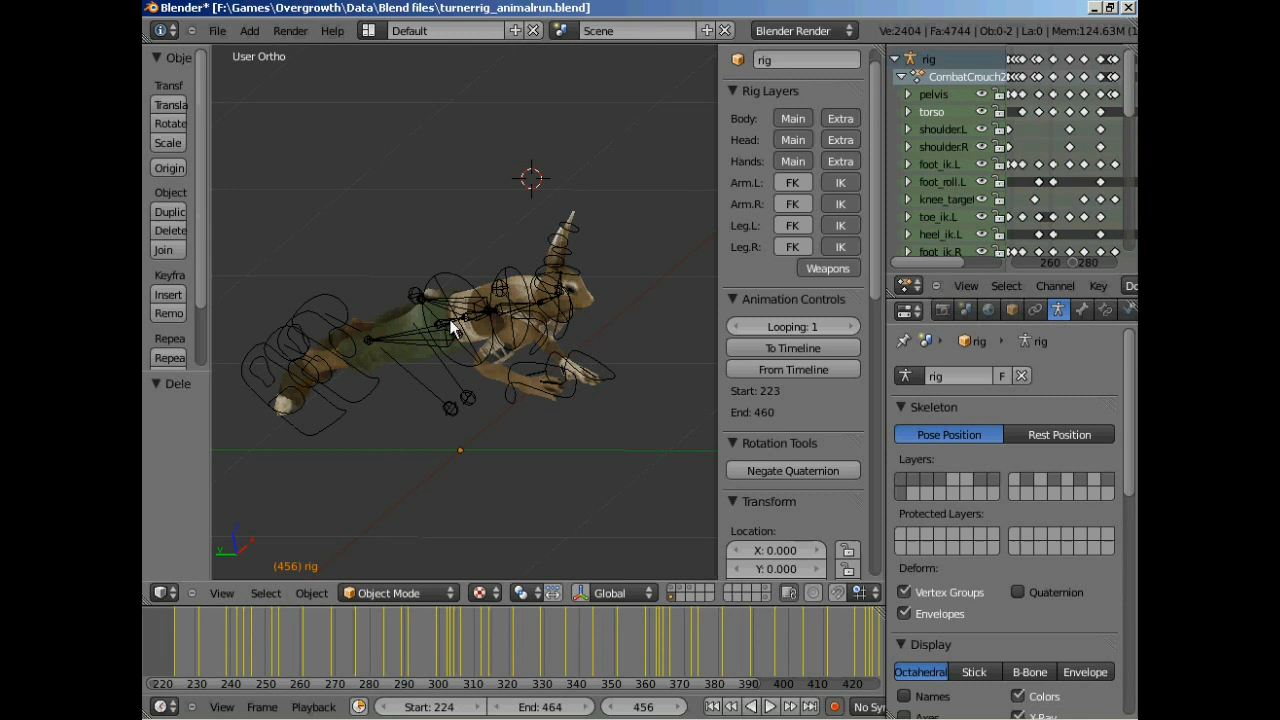 Blender* [F:\Games\Overgrowth\Data\Blend files\turnerrig_animalrun.blend]
File Add Render Help Default Scene Blender Render Ve:2404 | Fa:4744 | Ob:0-2 | La:0 | Mem:124.63M (1
User Ortho
Obje
Transf
Transla
Rotate
Scale
Origin
Object
Duplic
Delete
Join
Keyfra
Insert
Remo
Repea
Repea
Dele
(456) rig
rig
Rig Layers
Body: Main Extra
Head: Main Extra
Hands: Main Extra
Arm.L: FK IK
Arm.R: FK IK
Leg.L: FK IK
Leg.R: FK IK
Weapons
Animation Controls
Looping: 1
To Timeline
From Timeline
Start: 223
End: 460
Rotation Tools
Negate Quaternion
Transform
Location:
X: 0.000
Y: 0.000
rig
CombatCrouch2
pelvis
torso
shoulder.L
shoulder.R
foot_ik.L
foot_roll.L
knee_target
toe_ik.L
heel_ik.L
foot_ik.R
260 280
View Select Channel Key Do
rig rig
rig F
Skeleton
Pose Position Rest Position
Layers:
Protected Layers:
Deform:
Vertex Groups Quaternion
Envelopes
Display
Octahedral Stick B-Bone Envelope
Names Colors
Axes X-Ray
View Select Object Object Mode Global
220 230 240 250 260 270 280 290 300 310 320 330 340 350 360 370 380 390 400 410 420
View Frame Playback Start: 224 End: 464 456 No Sy